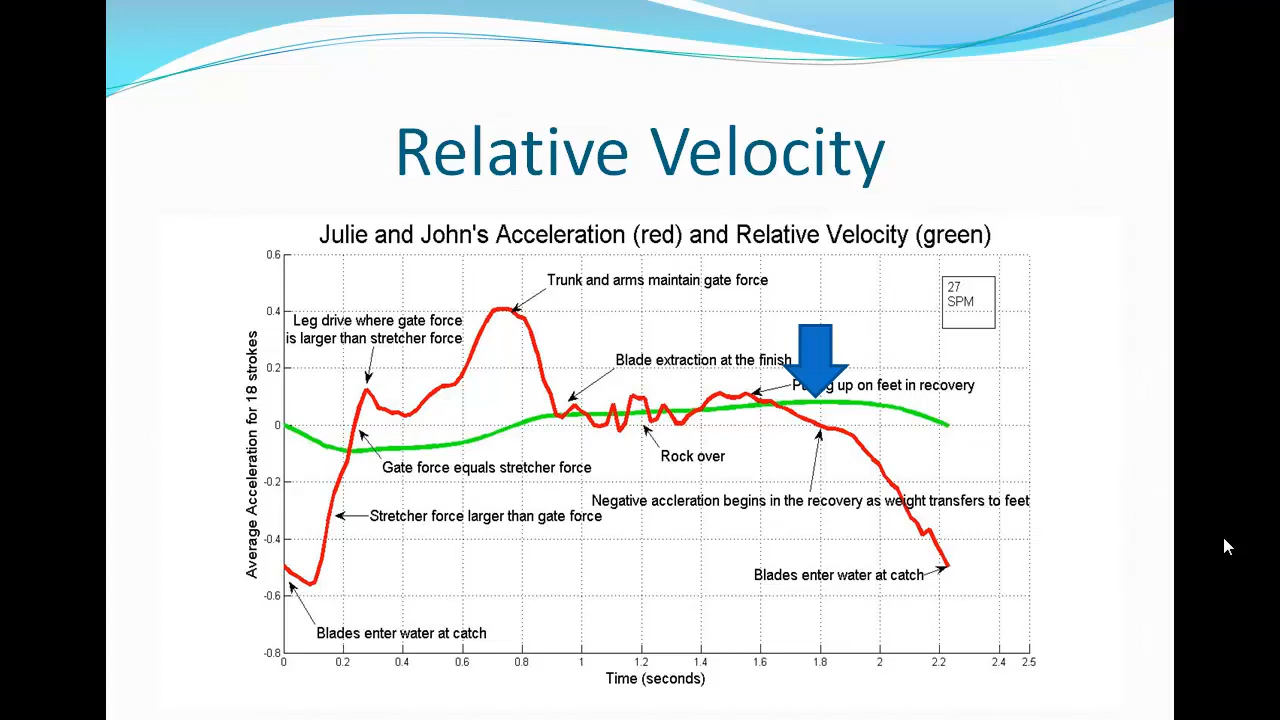 Relative Velocity
Julie and John's Acceleration (red) and Relative Velocity (green)
0.6
Trunk and arms maintain gate force
27
SPM
0.4
Leg drive where gate force
is larger than stretcher force
0.2
Blade extraction at the finish
up on feet in recovery
0
Rock over
Gate force equals stretcher force
-0.2
Negative accleration begins in the recovery as weight transfers to feet
Stretcher force larger than gate force
-0.4
Blades enter water at catch
-0.6
Blades enter water at catch
-0.8
Average Acceleration for 18 strokes
0 0.2 0.4 0.6 0.8 1 1.2 1.4 1.6 1.8 2 2.2 2.4 2.5
Time (seconds)